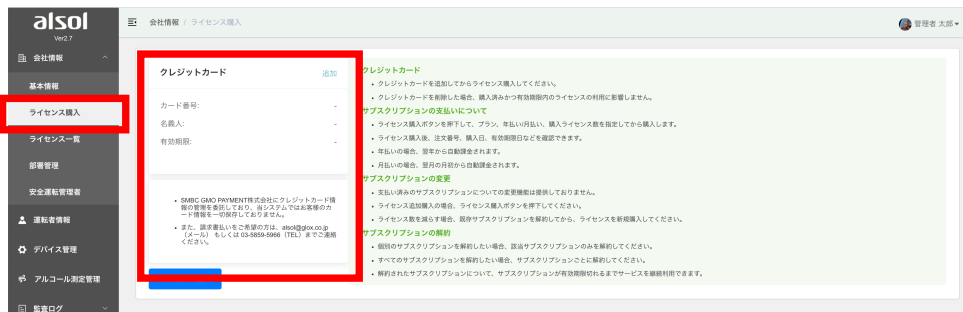 alsol
Ver2.7
会社情報
基本情報
ライセンス購入
ライセンス一覧
部署管理
安全運転管理者
運転者情報
デバイス管理
アルコール測定管理
監査ログ
会社情報 / ライセンス購入
管理者 太郎
クレジットカード 追加
カード番号: -
名義人: -
有効期限: -
• SMBC GMO PAYMENT株式会社にクレジットカード情
報の管理を委託しており、当システムではお客様のカ
ード情報を一切保存しておりません。
• また、請求書払いをご希望の方は、alsol@glox.co.jp
（メール） もしくは 03-5859-5966（TEL）までご連絡
ください。
クレジットカード
• クレジットカードを追加してからライセンス購入してください。
• クレジットカードを削除した場合、購入済みかつ有効期限内のライセンスの利用に影響しません。
サブスクリプションの支払いについて
• ライセンス購入ボタンを押下して、プラン、年払い/月払い、購入ライセンス数を指定してから購入します。
• ライセンス購入後、注文番号、購入日、有効期限日などを確認できます。
• 年払いの場合、翌年から自動課金されます。
• 月払いの場合、翌月の月初から自動課金されます。
サブスクリプションの変更
• 支払い済みのサブスクリプションについての変更機能は提供しておりません。
• ライセンス追加購入の場合、ライセンス購入ボタンを押下してください。
• ライセンス数を減らす場合、既存サブスクリプションを解約してから、ライセンスを新規購入してください。
サブスクリプションの解約
• 個別のサブスクリプションを解約したい場合、該当サブスクリプションのみを解約してください。
• すべてのサブスクリプションを解約したい場合、サブスクリプションごとに解約してください。
• 解約されたサブスクリプションについて、サブスクリプションが有効期限切れるまでサービスを継続利用できます。